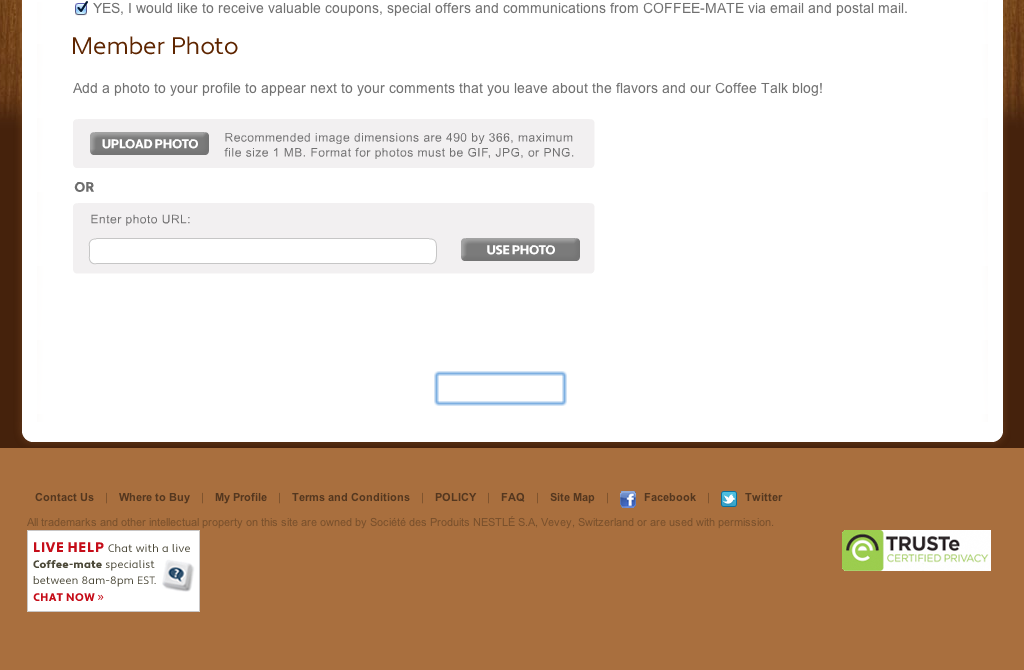 YES, I would like to receive valuable coupons, special offers and communications from COFFEE-MATE via email and postal mail.
Member Photo
Add a photo to your profile to appear next to your comments that you leave about the flavors and our Coffee Talk blog!
UPLOAD PHOTO
Recommended image dimensions are 490 by 366, maximum
file size 1 MB. Format for photos must be GIF, JPG, or PNG.
OR
Enter photo URL:
USE PHOTO
Contact Us | Where to Buy | My Profile | Terms and Conditions | POLICY | FAQ | Site Map | Facebook | Twitter
All trademarks and other intellectual property on this site are owned by Société des Produits NESTLÉ S.A, Vevey, Switzerland or are used with permission.
LIVE HELP Chat with a live
Coffee-mate specialist
between 8am-8pm EST.
CHAT NOW »
TRUSTe
CERTIFIED PRIVACY